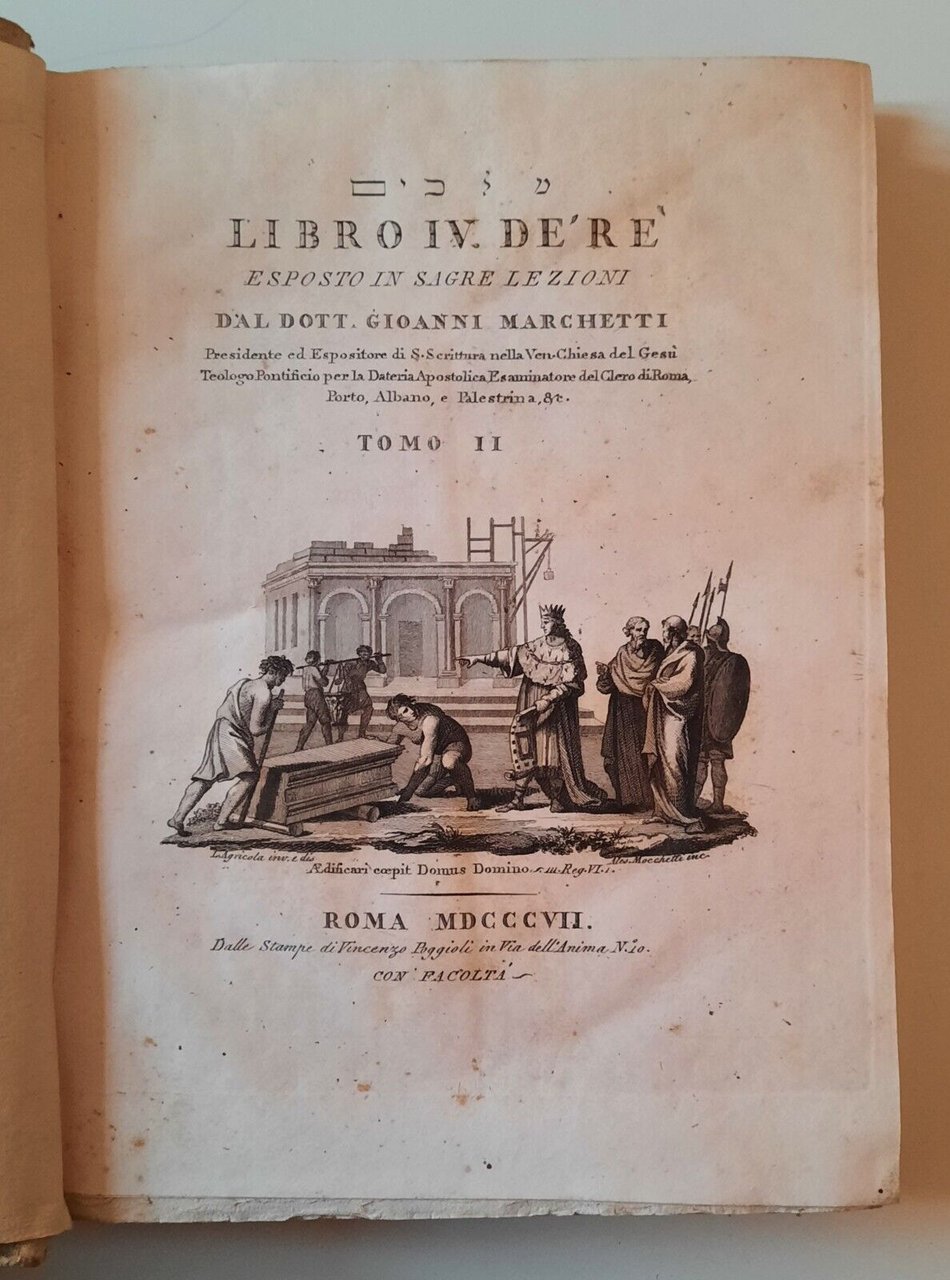 מלכים
LIBRO IV. DE' RE'
ESPOSTO IN SAGRE LEZIONI
DAL DOTT. GIOANNI MARCHETTI
Presidente ed Espositore di S. Scrittura nella Ven. Chiesa del Gesù
Teologo Pontificio per la Dateria Apostolica, Esaminatore del Clero di Roma,
Porto, Albano, e Palestrina, &c.
TOMO II
L. Agricola inv. e dis
Ales. Mocchetti inc.
Ædificari cœpit Domus Domino III. Reg. VI. 1.
ROMA MDCCCVII.
Dalle Stampe di Vincenzo Poggioli in Via dell'Anima N.º 10.
CON FACOLTÀ